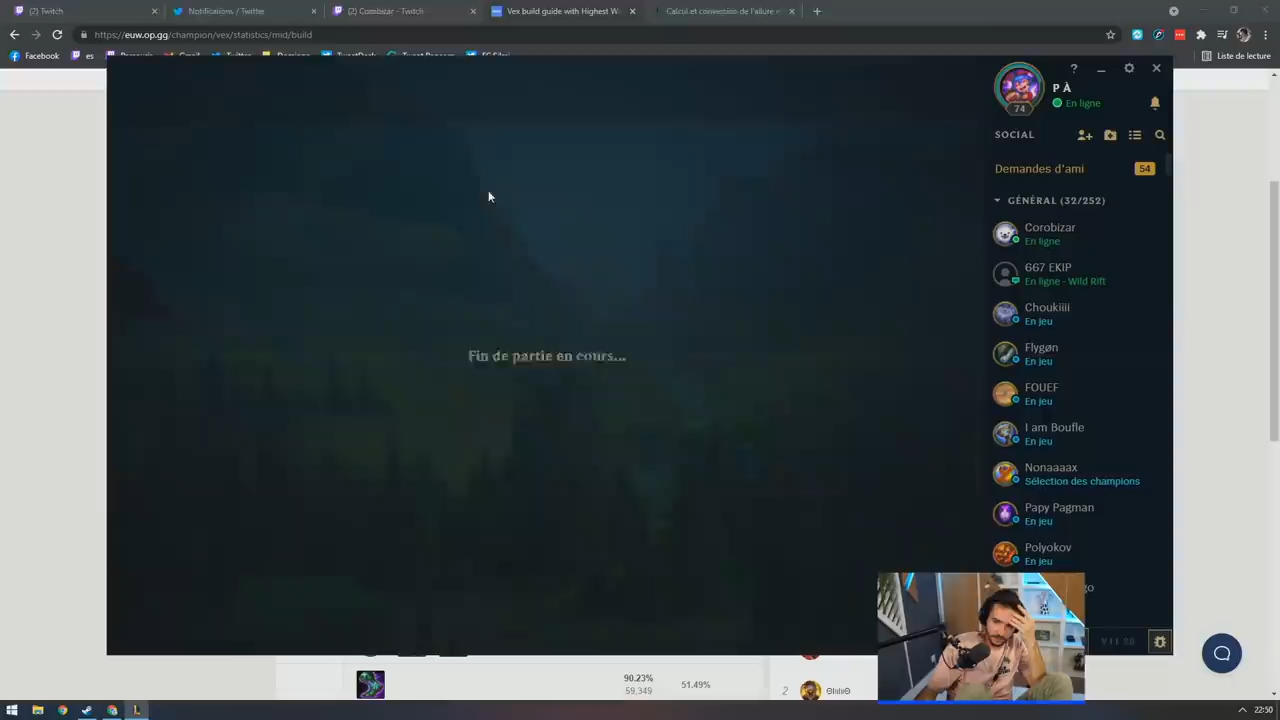 (2) Twitch
Notifications / Twitter
(2) Corobizar - Twitch
Vex build guide with Highest W
Calcul et conversion de l'allure e
https://euw.op.gg/champion/vex/statistics/mid/build
Facebook
Liste de lecture
P À
74
En ligne
SOCIAL
Demandes d'ami
54
GÉNÉRAL (32/252)
Corobizar
En ligne
667 EKIP
En ligne - Wild Rift
Choukiiii
En jeu
Flygøn
En jeu
FOUEF
En jeu
I am Boufle
En jeu
Nonaaaax
Sélection des champions
Papy Pagman
En jeu
Polyokov
En jeu
go
Fin de partie en cours...
90.23%
59,349
51.49%
2
22:50